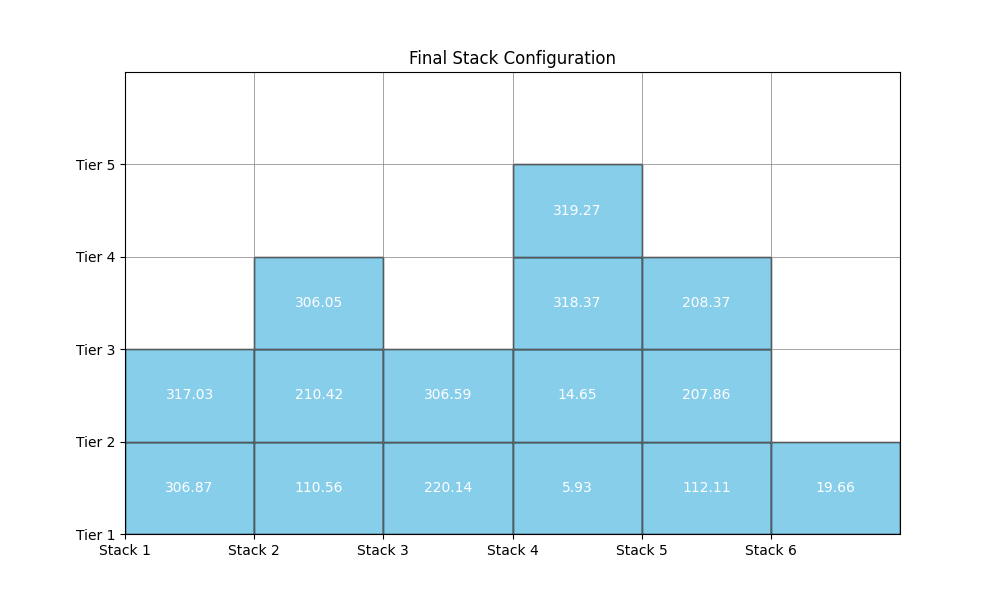 Final Stack Configuration
Tier 5
319.27
Tier 4
306.05 318.37 208.37
Tier 3
317.03 210.42 306.59 14.65 207.86
Tier 2
306.87 110.56 220.14 5.93 112.11 19.66
Tier 1
Stack 1 Stack 2 Stack 3 Stack 4 Stack 5 Stack 6